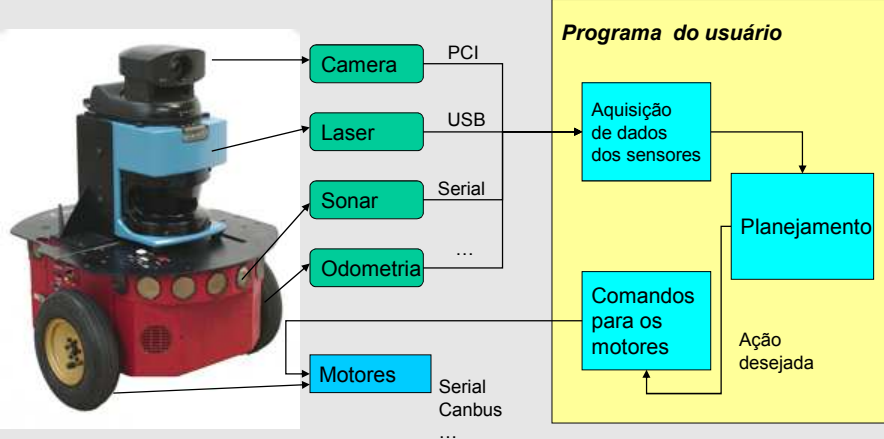 Programa do usuário
Camera
PCI
Laser
USB
Sonar
Serial
Odometria
...
Aquisição
de dados
dos sensores
Planejamento
Comandos
para os
motores
Ação
desejada
Motores
Serial
Canbus
...